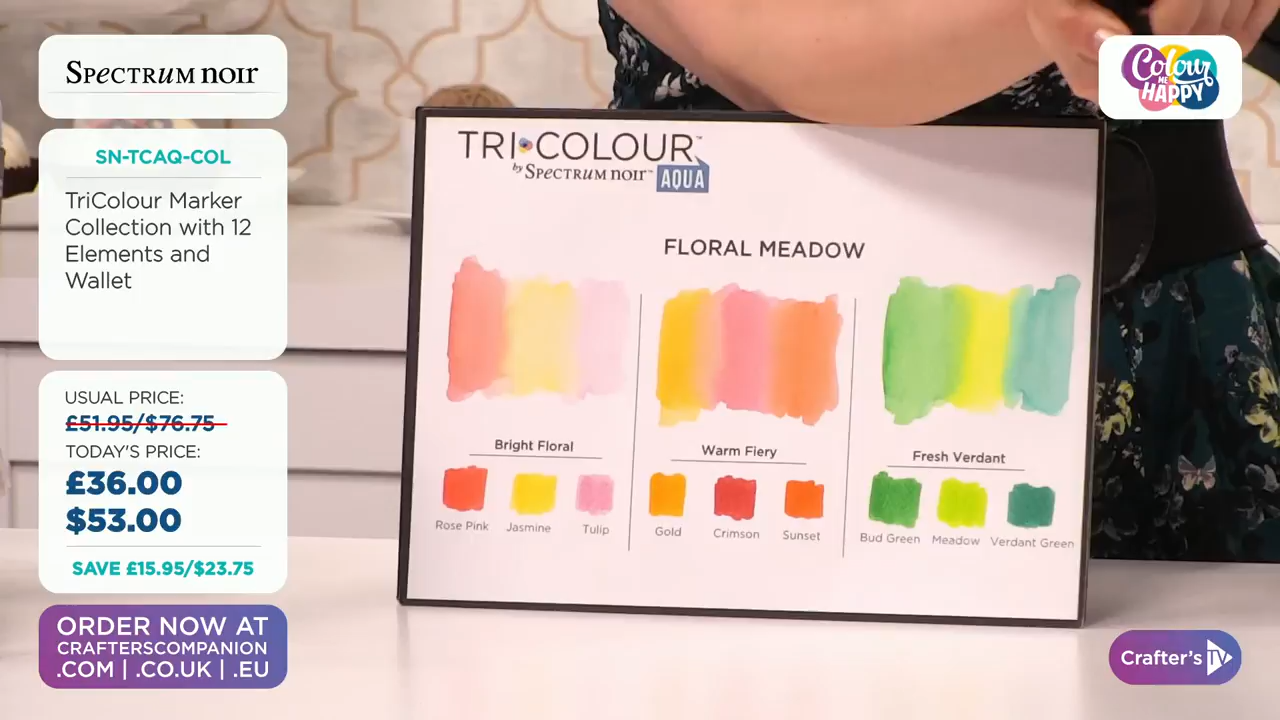 SPECTRUM noir
SN-TCAQ-COL
TriColour Marker
Collection with 12
Elements and
Wallet
USUAL PRICE:
£51.95/$76.75
TODAY'S PRICE:
£36.00
$53.00
SAVE £15.95/$23.75
ORDER NOW AT
CRAFTERSCOMPANION
.COM | .CO.UK | .EU
TRI•COLOUR™
by SPECTRUM noir™ AQUA
FLORAL MEADOW
Bright Floral
Warm Fiery
Fresh Verdant
Rose Pink
Jasmine
Tulip
Gold
Crimson
Sunset
Bud Green
Meadow
Verdant Green
Colour
ME
HAPPY
Crafter's TV